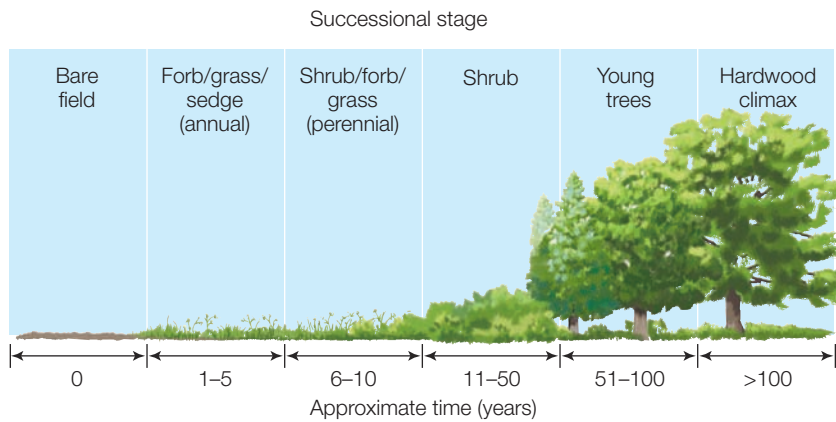 Successional stage
Bare
field
Forb/grass/
sedge
(annual)
Shrub/forb/
grass
(perennial)
Shrub
Young
trees
Hardwood
climax
0
1–5
6–10
11–50
51–100
>100
Approximate time (years)